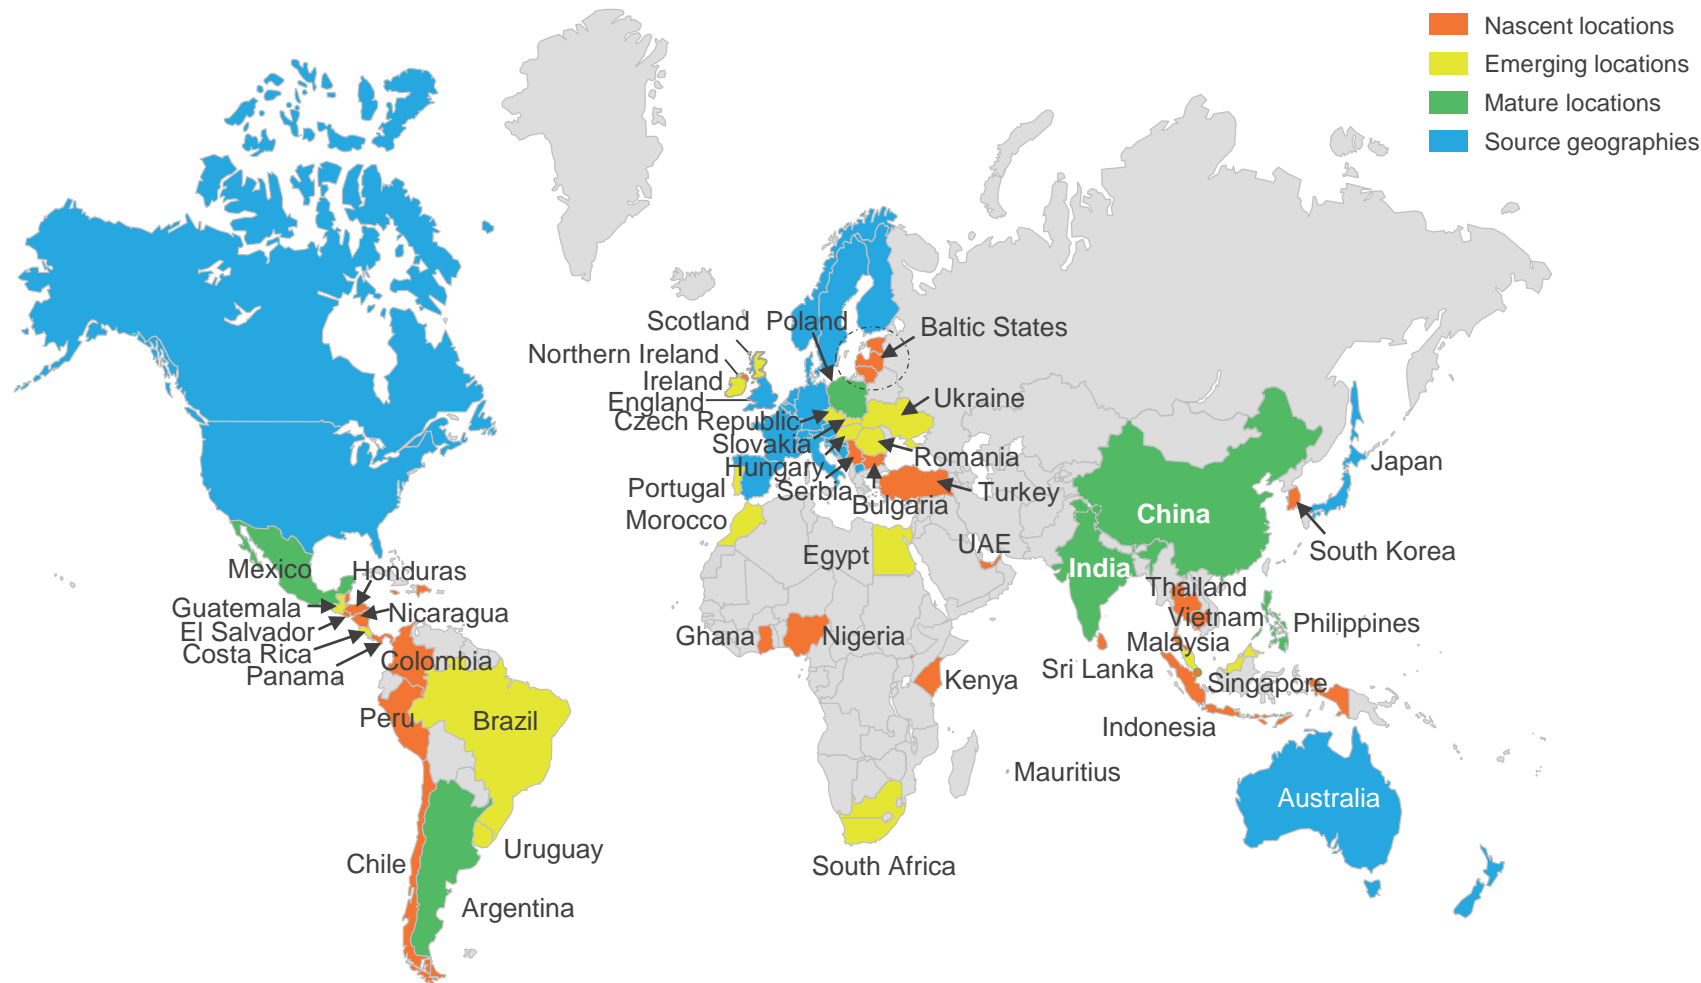 Nascent locations
Emerging locations
Mature locations
Source geographies
Scotland
Poland
Baltic States
Northern Ireland
Ireland
England
Ukraine
Czech Republic
Slovakia
Hungary
Romania
Serbia
Turkey
Bulgaria
Portugal
Morocco
Japan
China
South Korea
Egypt
UAE
India
Mexico
Honduras
Thailand
Guatemala
Nicaragua
Vietnam
Philippines
El Salvador
Ghana
Nigeria
Malaysia
Costa Rica
Colombia
Sri Lanka
Panama
Kenya
Singapore
Peru
Brazil
Indonesia
Mauritius
Australia
Uruguay
Chile
South Africa
Argentina